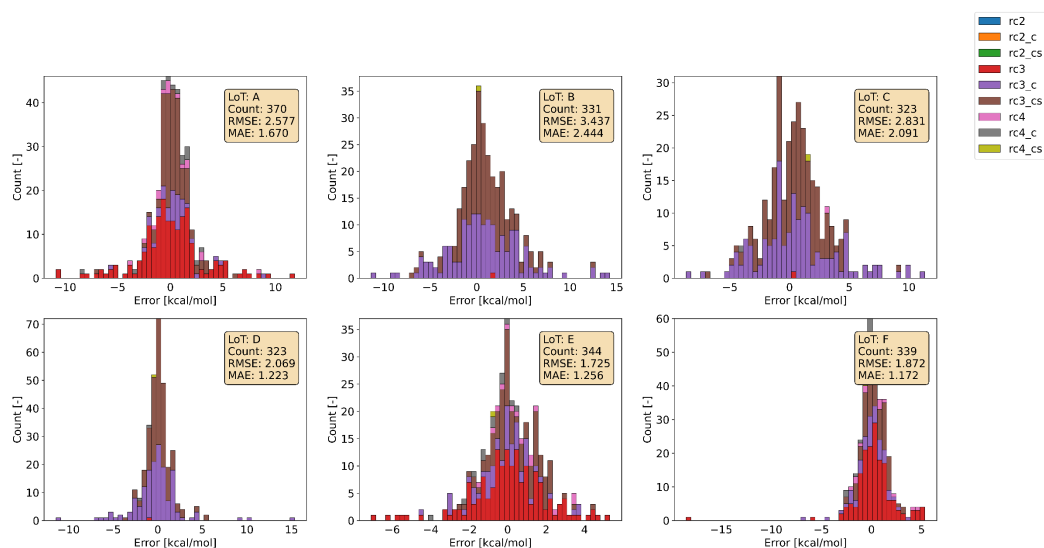 rc2
rc2_c
rc2_cs
rc3
rc3_c
rc3_cs
rc4
rc4_c
rc4_cs
LoT: A
Count: 370
RMSE: 2.577
MAE: 1.670
Count [-]
40
30
20
10
0
−10 −5 0 5 10
Error [kcal/mol]
LoT: B
Count: 331
RMSE: 3.437
MAE: 2.444
Count [-]
35
30
25
20
15
10
5
0
−10 −5 0 5 10 15
Error [kcal/mol]
LoT: C
Count: 323
RMSE: 2.831
MAE: 2.091
Count [-]
30
25
20
15
10
5
0
−5 0 5 10
Error [kcal/mol]
LoT: D
Count: 323
RMSE: 2.069
MAE: 1.223
Count [-]
70
60
50
40
30
20
10
0
−10 −5 0 5 10 15
Error [kcal/mol]
LoT: E
Count: 344
RMSE: 1.725
MAE: 1.256
Count [-]
35
30
25
20
15
10
5
0
−6 −4 −2 0 2 4
Error [kcal/mol]
LoT: F
Count: 339
RMSE: 1.872
MAE: 1.172
Count [-]
60
50
40
30
20
10
0
−15 −10 −5 0 5
Error [kcal/mol]